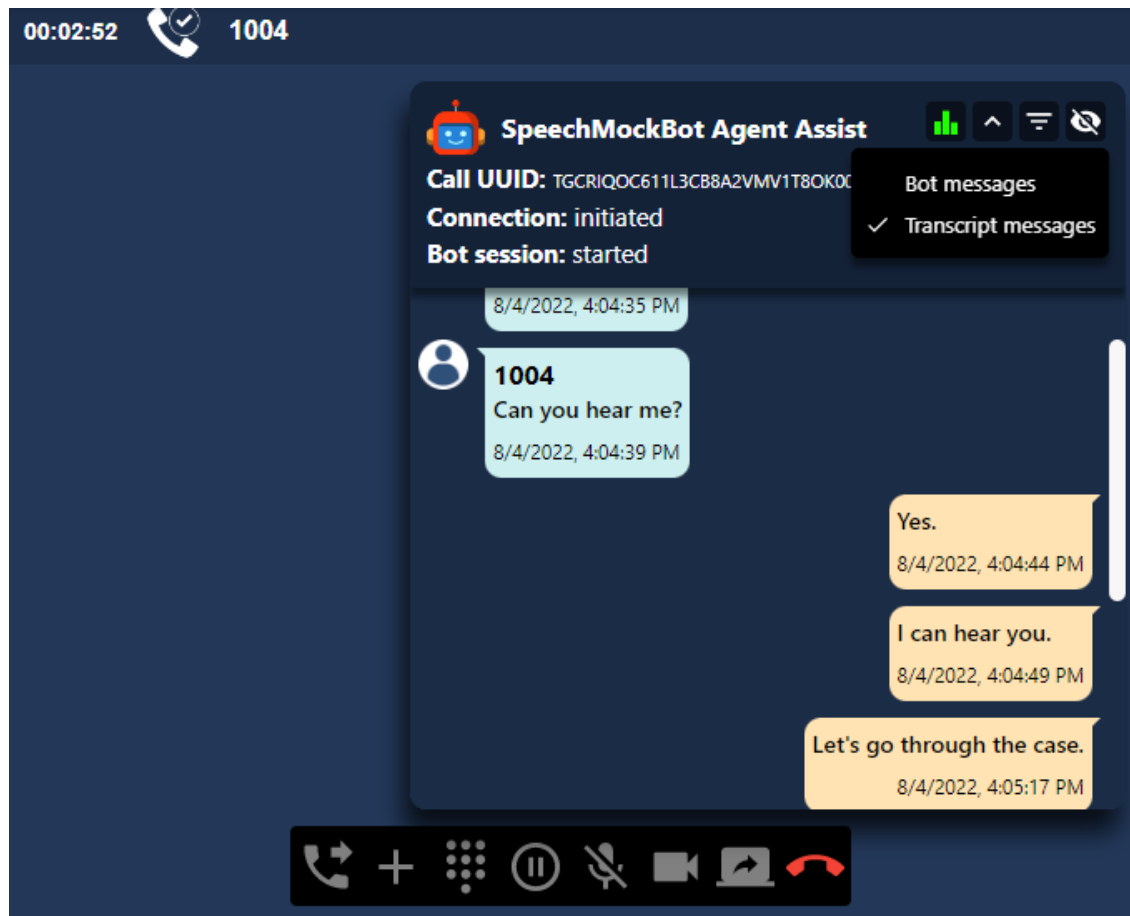 00:02:52
1004
SpeechMockBot Agent Assist
Call UUID: TGCRIQOC611L3CB8A2VMV1T8OK00
Connection: initiated
Bot session: started
Bot messages
Transcript messages
8/4/2022, 4:04:35 PM
1004
Can you hear me?
8/4/2022, 4:04:39 PM
Yes.
8/4/2022, 4:04:44 PM
I can hear you.
8/4/2022, 4:04:49 PM
Let's go through the case.
8/4/2022, 4:05:17 PM